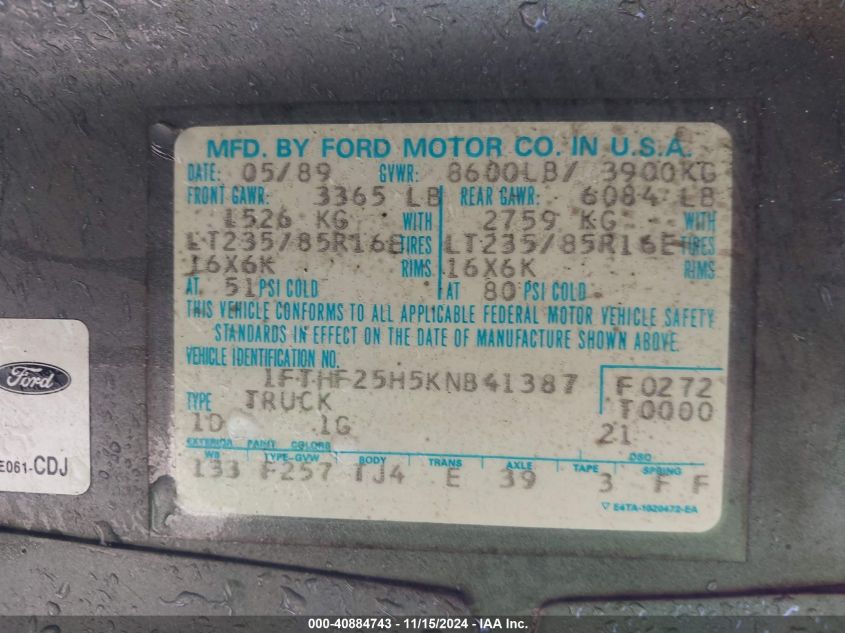 MFD. BY FORD MOTOR CO. IN U.S.A.
DATE: 05/89 GVWR: 8600LB/ 3900KG
FRONT GAWR: 3365 LB REAR GAWR: 6084 LB
1526 KG WITH 2759 KG WITH
LT235/85R16E TIRES LT235/85R16E TIRES
16X6K RIMS 16X6K RIMS
AT 51 PSI COLD AT 80 PSI COLD
THIS VEHICLE CONFORMS TO ALL APPLICABLE FEDERAL MOTOR VEHICLE SAFETY
STANDARDS IN EFFECT ON THE DATE OF MANUFACTURE SHOWN ABOVE.
VEHICLE IDENTIFICATION NO.
1FTHF25H5KNB41387 F0272
TYPE TRUCK T0000
1D 1G 21
EXTERIOR PAINT COLORS DSO
WB TYPE-GVW BODY TRANS AXLE TAPE SPRING
133 F257 TJ4 E 39 3 F F
▽ E4TA-1520472-EA
Ford
E061-CDJ
000-40884743 - 11/15/2024 - IAA Inc.